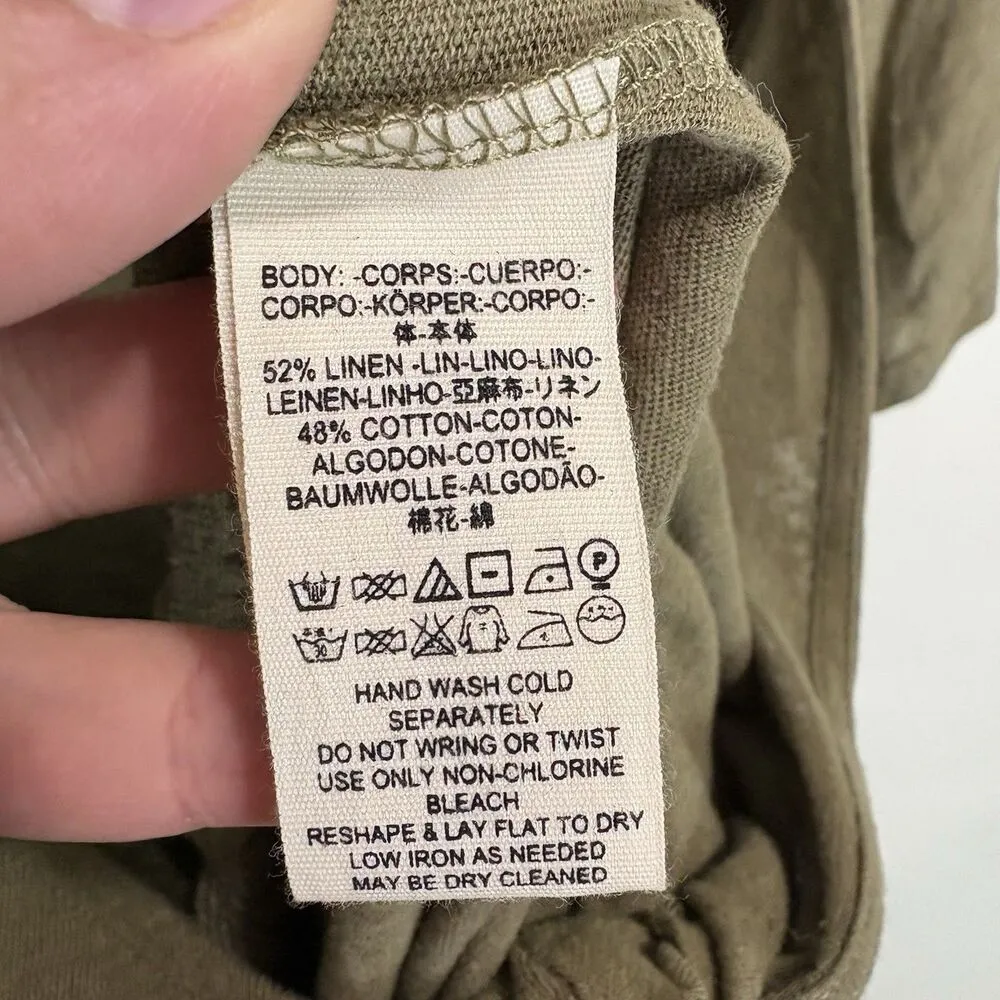 BODY: -CORPS:-CUERPO:-
CORPO:-KÖRPER:-CORPO:-
体-本体
52% LINEN -LIN-LINO-LINO-
LEINEN-LINHO-亞麻布-リネン
48% COTTON-COTON-
ALGODON-COTONE-
BAUMWOLLE-ALGODÃO-
棉花-綿
P
30
HAND WASH COLD
SEPARATELY
DO NOT WRING OR TWIST
USE ONLY NON-CHLORINE
BLEACH
RESHAPE & LAY FLAT TO DRY
LOW IRON AS NEEDED
MAY BE DRY CLEANED